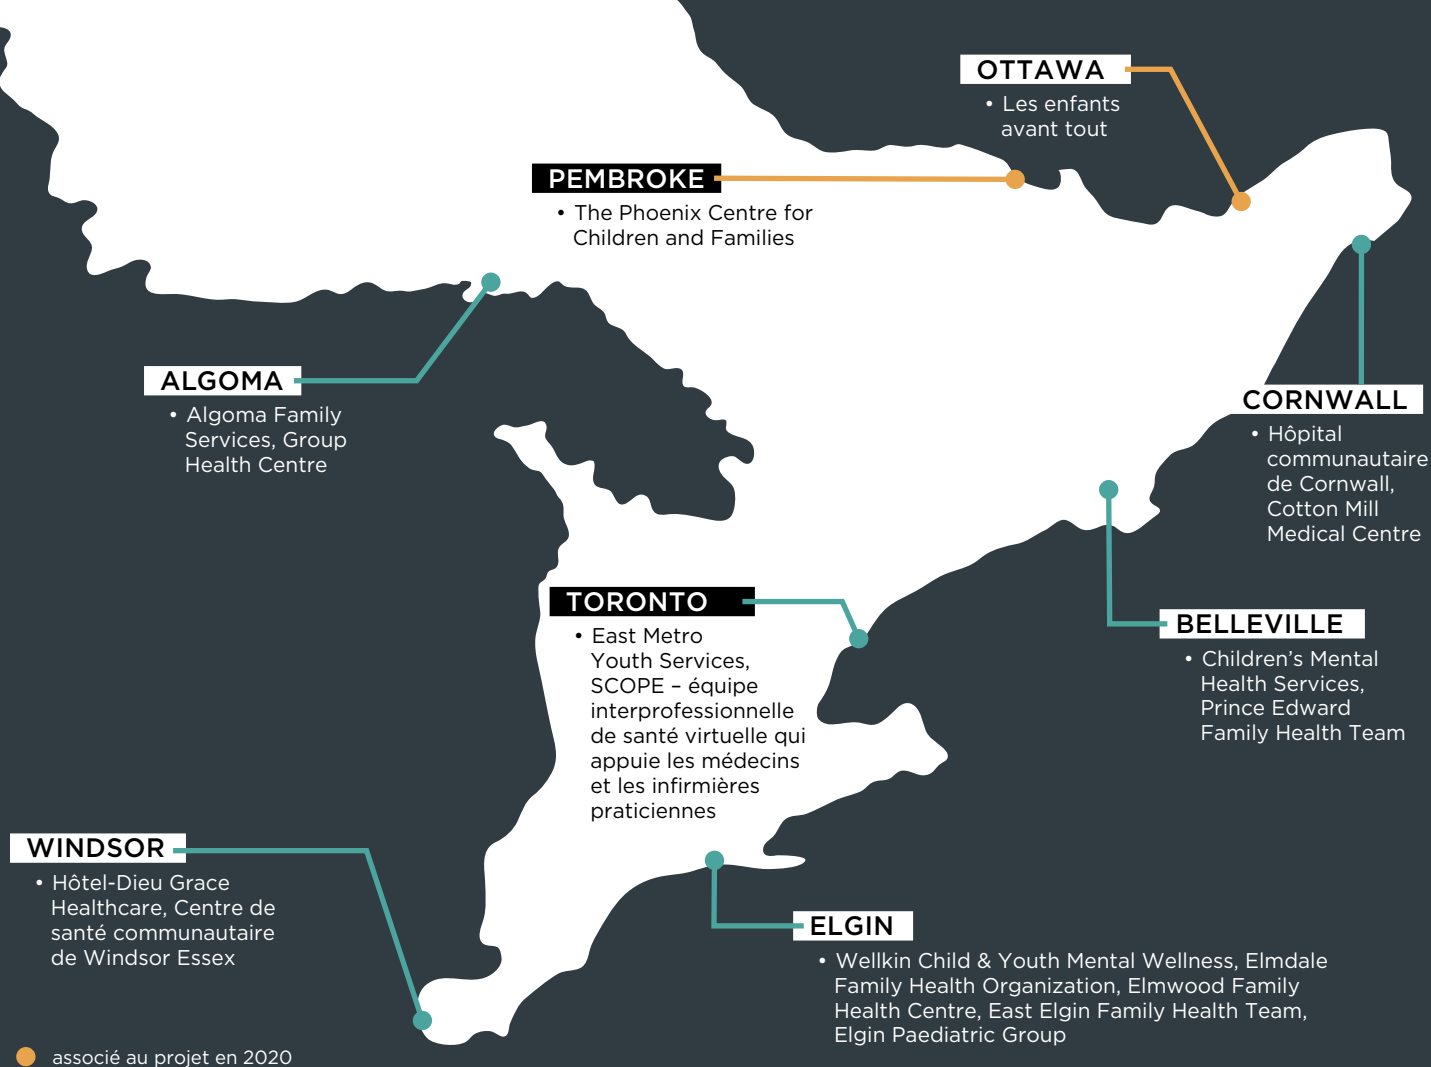 OTTAWA
• Les enfants
avant tout
PEMBROKE
• The Phoenix Centre for
Children and Families
ALGOMA
• Algoma Family
Services, Group
Health Centre
CORNWALL
• Hôpital
communautaire
de Cornwall,
Cotton Mill
Medical Centre
TORONTO
• East Metro
Youth Services,
SCOPE – équipe
interprofessionnelle
de santé virtuelle qui
appuie les médecins
et les infirmières
praticiennes
BELLEVILLE
• Children’s Mental
Health Services,
Prince Edward
Family Health Team
WINDSOR
• Hôtel-Dieu Grace
Healthcare, Centre de
santé communautaire
de Windsor Essex
ELGIN
• Wellkin Child & Youth Mental Wellness, Elmdale
Family Health Organization, Elmwood Family
Health Centre, East Elgin Family Health Team,
Elgin Paediatric Group
associé au projet en 2020